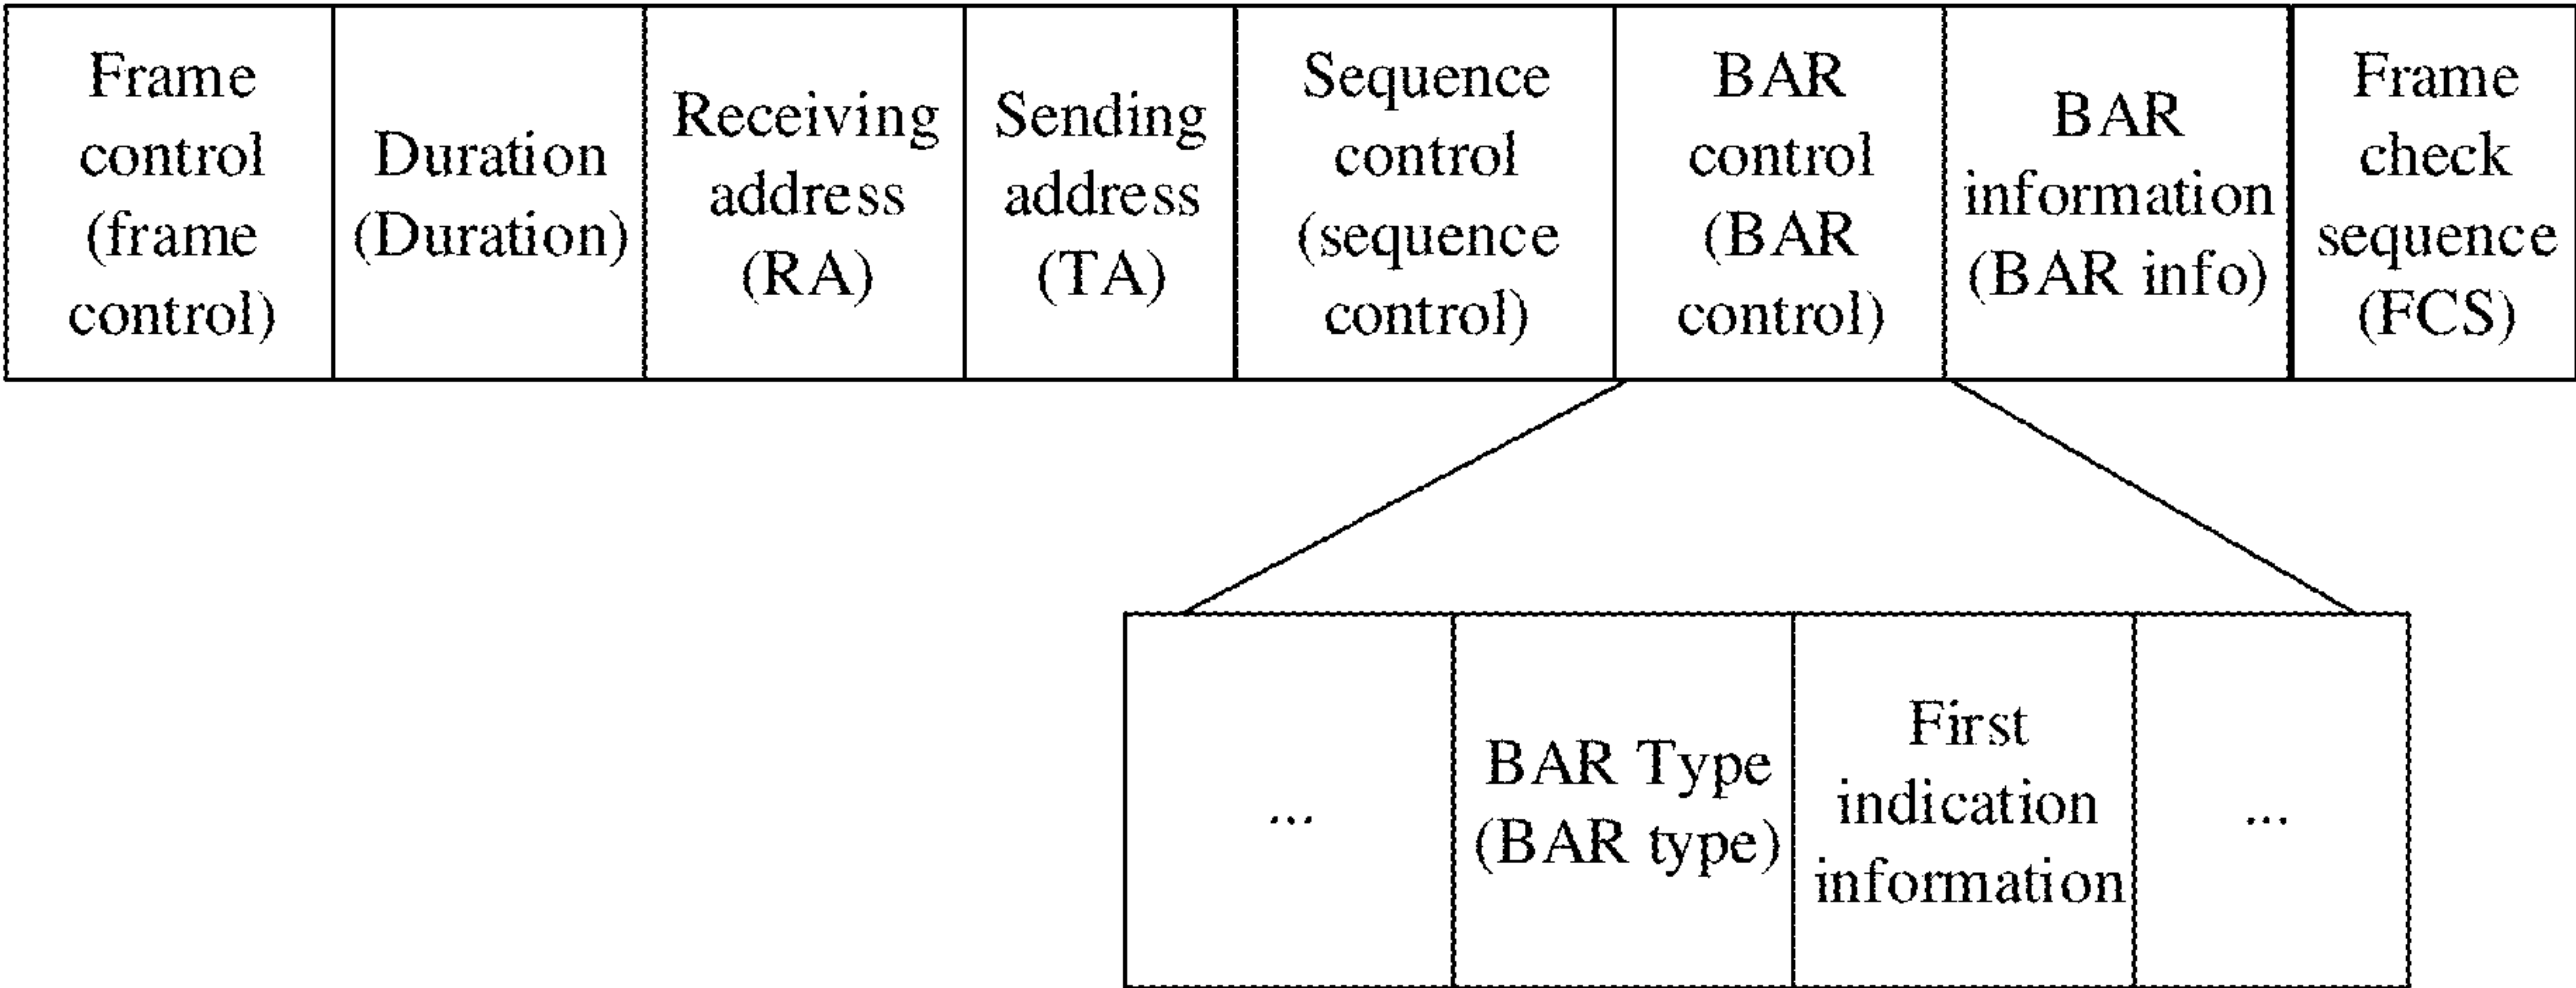 Frame
control
(frame
control)
Duration
(Duration)
Receiving
address
(RA)
Sending
address
(TA)
Sequence
control
(sequence
control)
BAR
control
(BAR
control)
BAR
information
(BAR info)
Frame
check
sequence
(FCS)
...
BAR Type
(BAR type)
First
indication
information
...